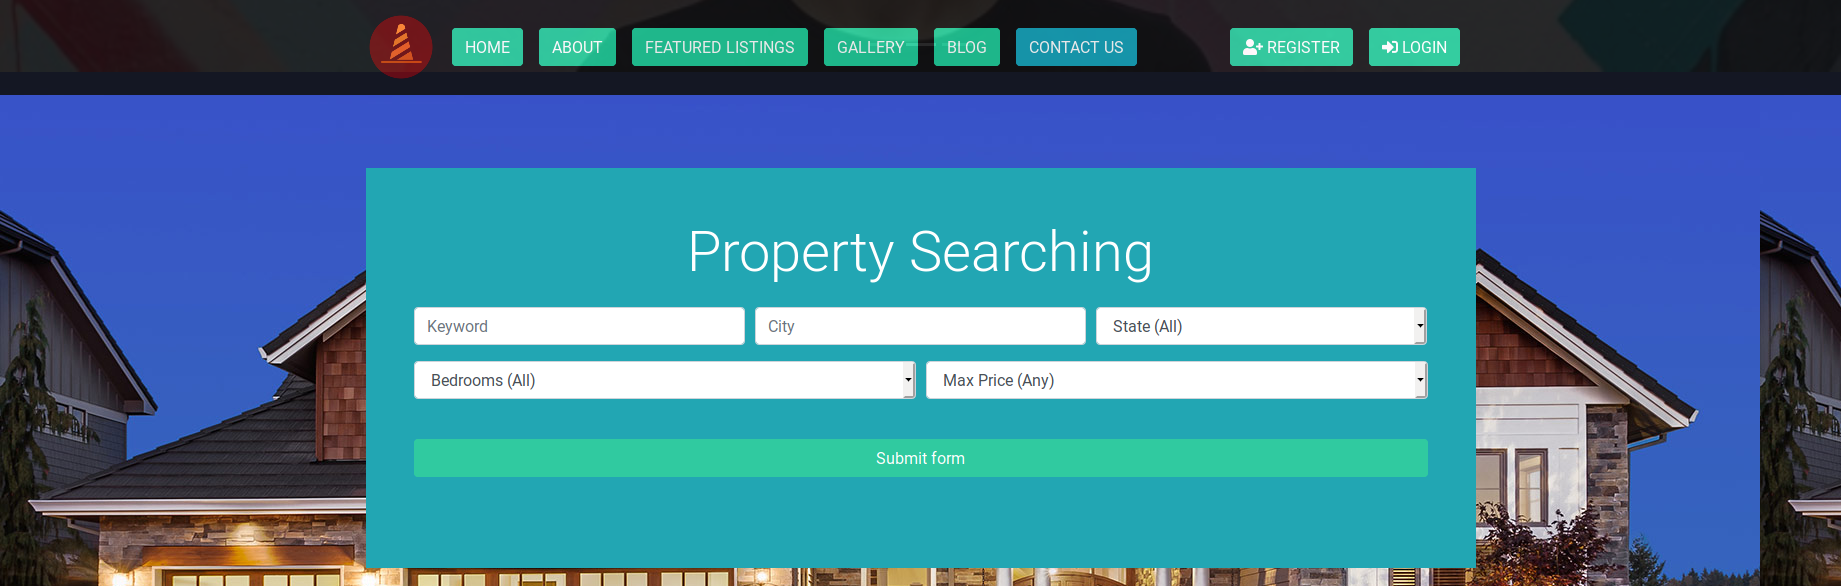 HOME ABOUT FEATURED LISTINGS GALLERY BLOG CONTACT US REGISTER LOGIN
Property Searching
Keyword City State (All)
Bedrooms (All) Max Price (Any)
Submit form